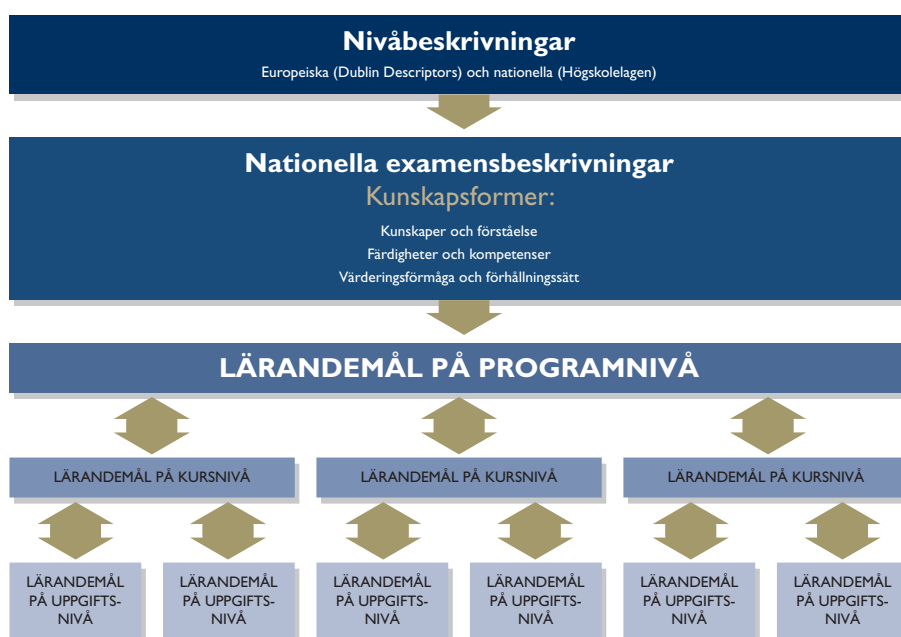 Nivåbeskrivningar
Europeiska (Dublin Descriptors) och nationella (Högskolelagen)
Nationella examensbeskrivningar
Kunskapsformer:
Kunskaper och förståelse
Färdigheter och kompetenser
Värderingsförmåga och förhållningssätt
LÄRANDEMÅL PÅ PROGRAMNIVÅ
LÄRANDEMÅL PÅ KURSNIVÅ
LÄRANDEMÅL PÅ KURSNIVÅ
LÄRANDEMÅL PÅ KURSNIVÅ
LÄRANDEMÅL
PÅ UPPGIFTS-
NIVÅ
LÄRANDEMÅL
PÅ UPPGIFTS-
NIVÅ
LÄRANDEMÅL
PÅ UPPGIFTS-
NIVÅ
LÄRANDEMÅL
PÅ UPPGIFTS-
NIVÅ
LÄRANDEMÅL
PÅ UPPGIFTS-
NIVÅ
LÄRANDEMÅL
PÅ UPPGIFTS-
NIVÅ